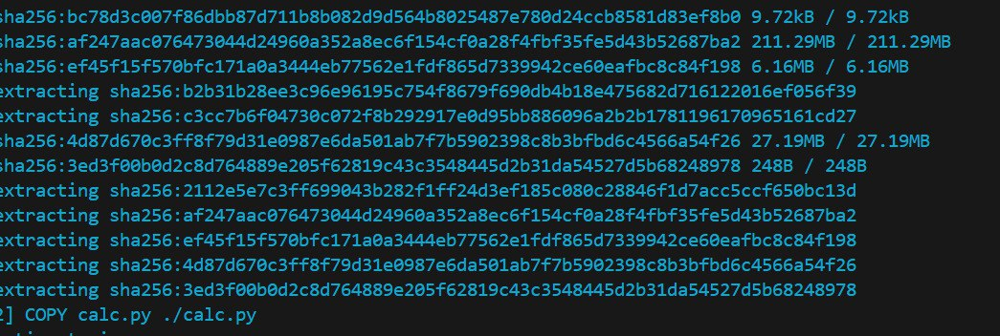 sha256:bc78d3c007f86dbb87d711b8b082d9d564b8025487e780d24ccb8581d83ef8b0 9.72kB / 9.72kB
sha256:af247aac076473044d24960a352a8ec6f154cf0a28f4fbf35fe5d43b52687ba2 211.29MB / 211.29MB
sha256:ef45f15f570bfc171a0a3444eb77562e1fdf865d7339942ce60eafbc8c84f198 6.16MB / 6.16MB
extracting sha256:b2b31b28ee3c96e96195c754f8679f690db4b18e475682d716122016ef056f39
extracting sha256:c3cc7b6f04730c072f8b292917e0d95bb886096a2b2b1781196170965161cd27
sha256:4d87d670c3ff8f79d31e0987e6da501ab7f7b5902398c8b3bfbd6c4566a54f26 27.19MB / 27.19MB
sha256:3ed3f00b0d2c8d764889e205f62819c43c3548445d2b31da54527d5b68248978 248B / 248B
extracting sha256:2112e5e7c3ff699043b282f1ff24d3ef185c080c28846f1d7acc5ccf650bc13d
extracting sha256:af247aac076473044d24960a352a8ec6f154cf0a28f4fbf35fe5d43b52687ba2
extracting sha256:ef45f15f570bfc171a0a3444eb77562e1fdf865d7339942ce60eafbc8c84f198
extracting sha256:4d87d670c3ff8f79d31e0987e6da501ab7f7b5902398c8b3bfbd6c4566a54f26
extracting sha256:3ed3f00b0d2c8d764889e205f62819c43c3548445d2b31da54527d5b68248978
2] COPY calc.py ./calc.py